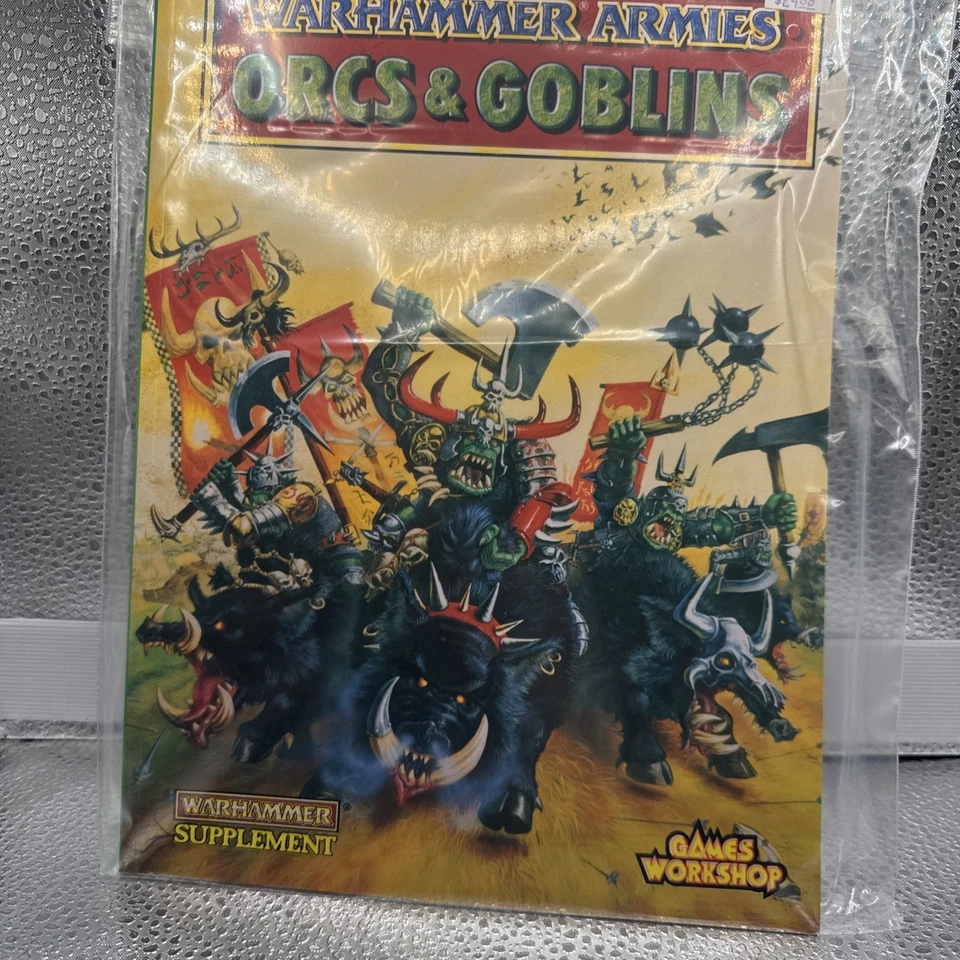 WARHAMMER® ARMIES
ORCS & GOBLINS
WARHAMMER®
SUPPLEMENT
GAMES
WORKSHOP